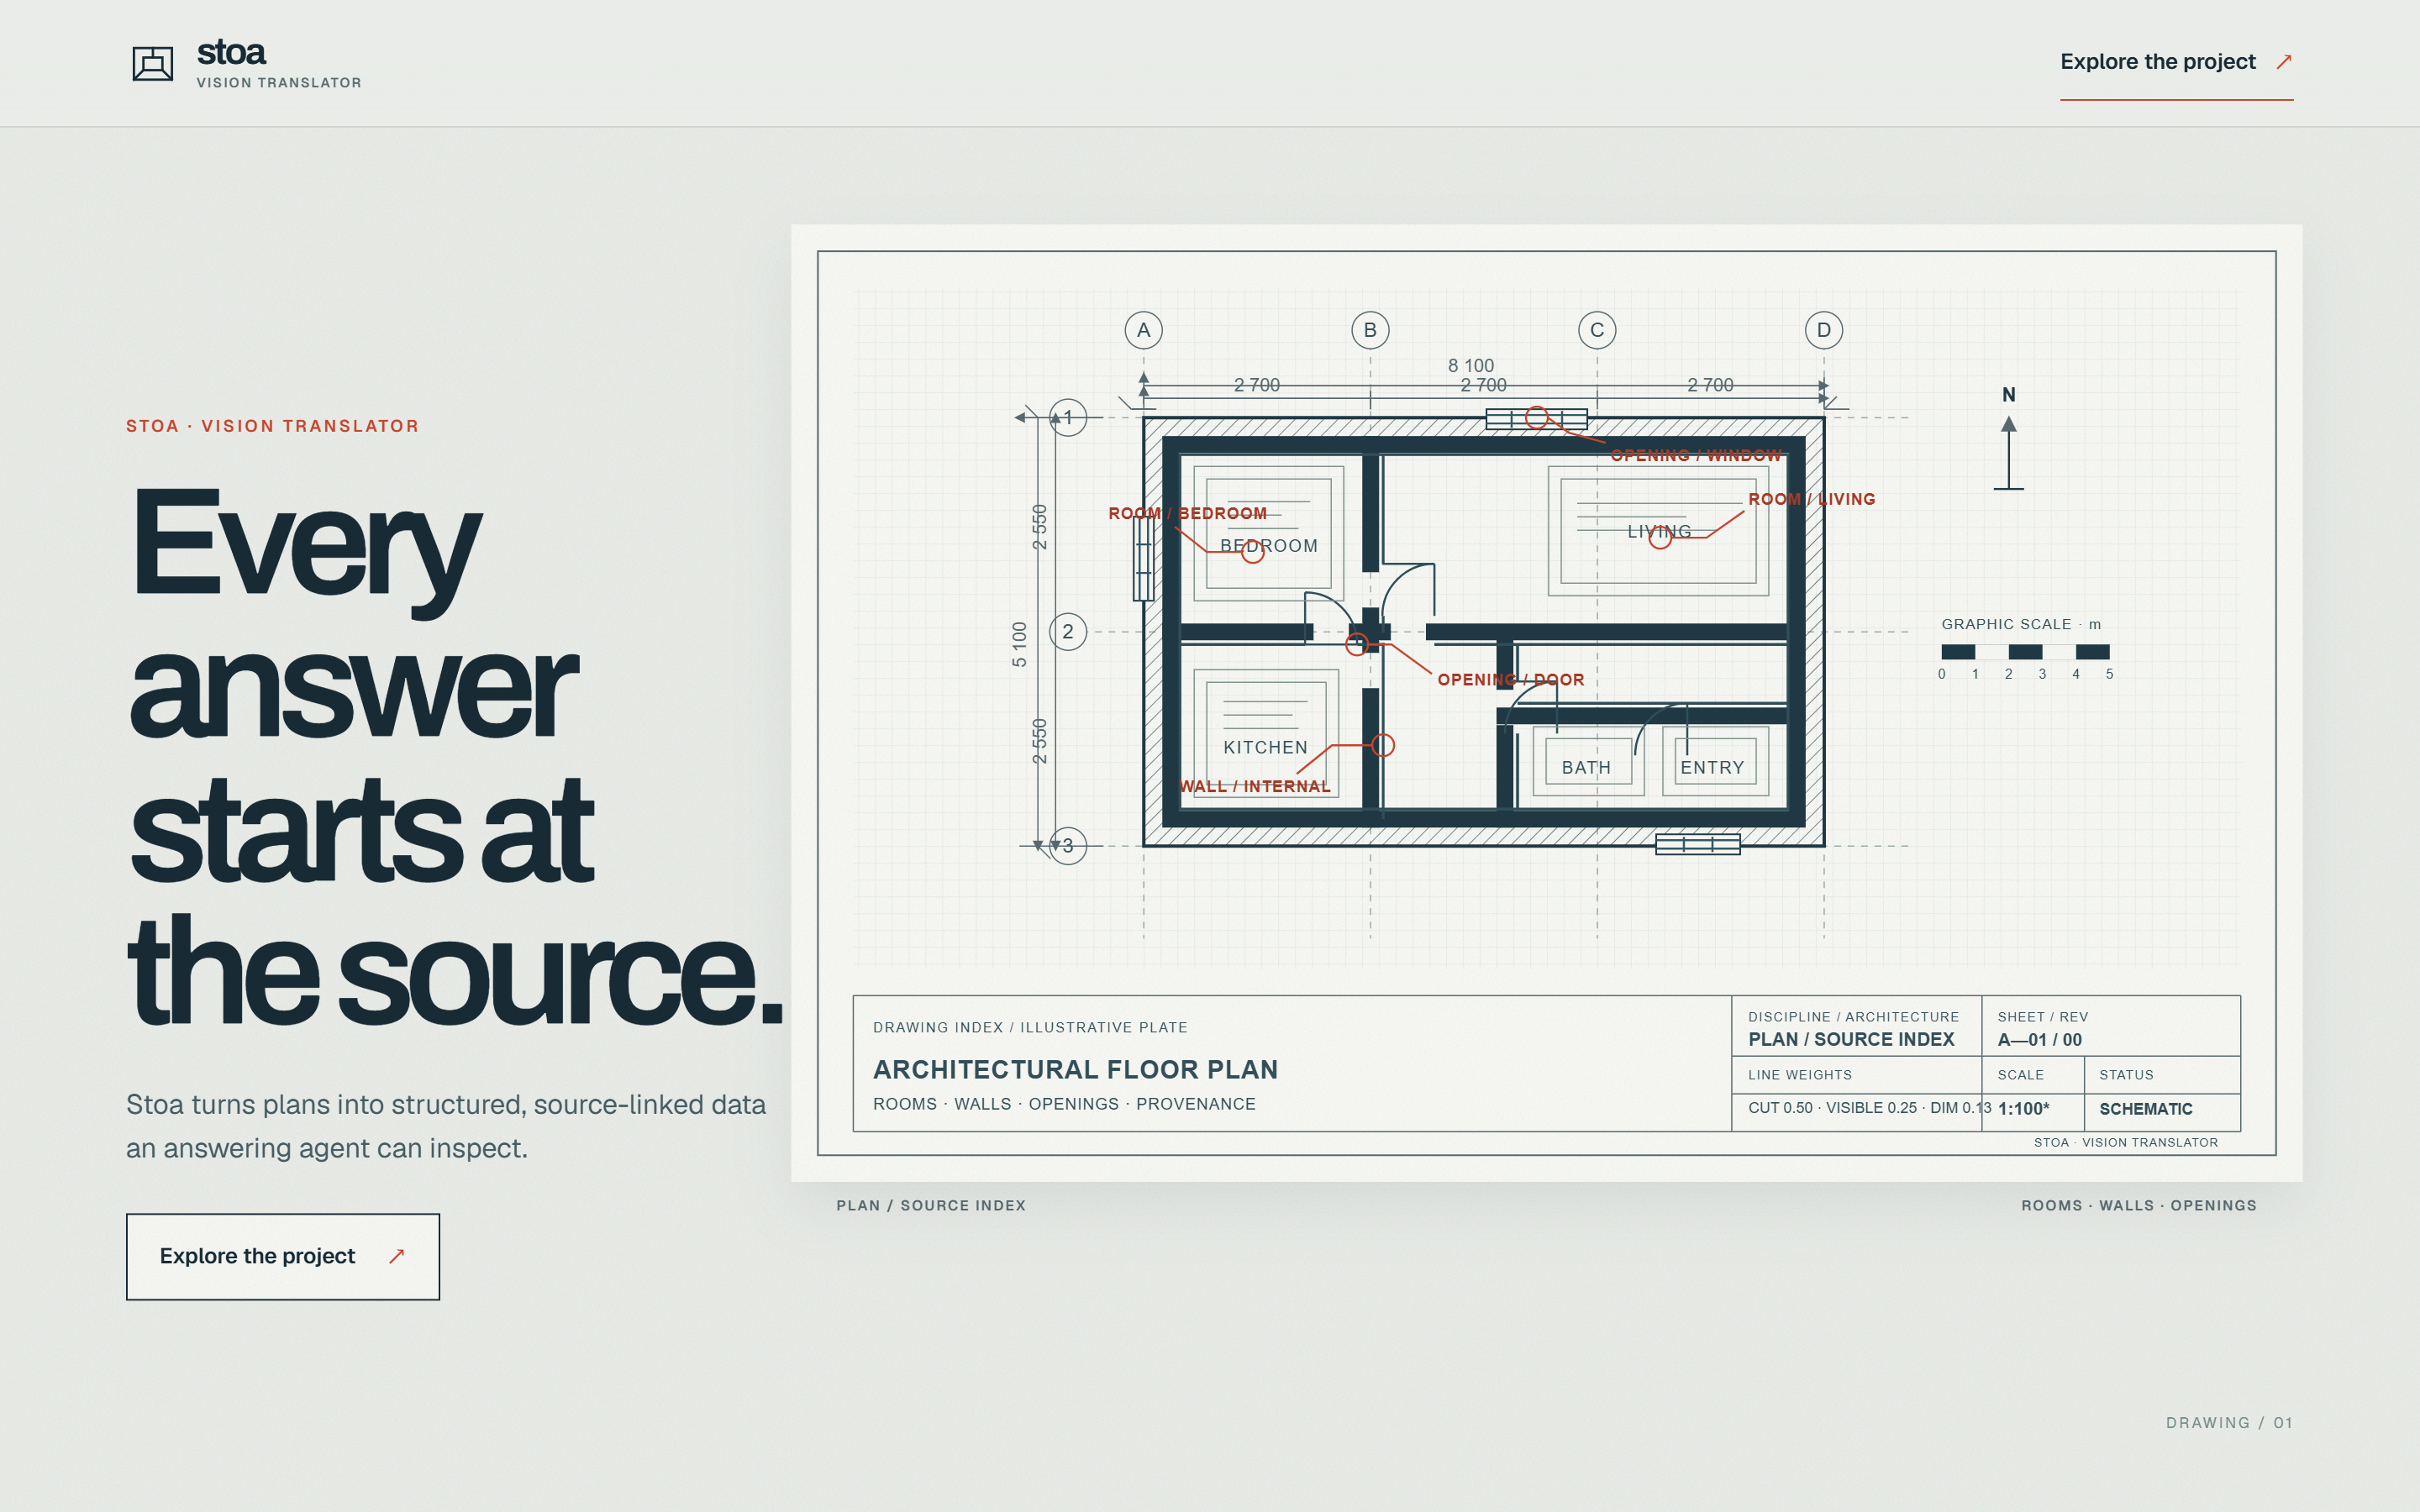 stoa
VISION TRANSLATOR
Explore the project ↗
STOA · VISION TRANSLATOR
Every
answer
starts at
the source.
Stoa turns plans into structured, source-linked data
an answering agent can inspect.
Explore the project ↗
A B C D
8 100
2 700 2 700 2 700
N
1
OPENING / WINDOW
ROOM / LIVING
ROOM / BEDROOM
2 550
LIVING
BEDROOM
GRAPHIC SCALE · m
0 1 2 3 4 5
2
5 100
OPENING / DOOR
2 550
KITCHEN
BATH
ENTRY
WALL / INTERNAL
3
DRAWING INDEX / ILLUSTRATIVE PLATE
ARCHITECTURAL FLOOR PLAN
ROOMS · WALLS · OPENINGS · PROVENANCE
DISCIPLINE / ARCHITECTURE
PLAN / SOURCE INDEX
SHEET / REV
A—01 / 00
LINE WEIGHTS
CUT 0.50 · VISIBLE 0.25 · DIM 0.13
SCALE
1:100*
STATUS
SCHEMATIC
STOA · VISION TRANSLATOR
PLAN / SOURCE INDEX
ROOMS · WALLS · OPENINGS
DRAWING / 01